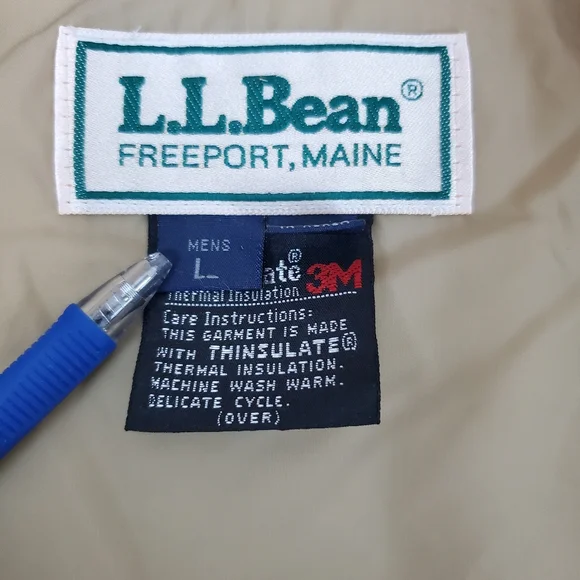 L.L.Bean®
FREEPORT, MAINE
MENS
L
ate® 3M
Thermal Insulation
Care Instructions:
THIS GARMENT IS MADE
WITH THINSULATE®
THERMAL INSULATION.
MACHINE WASH WARM.
DELICATE CYCLE.
(OVER)